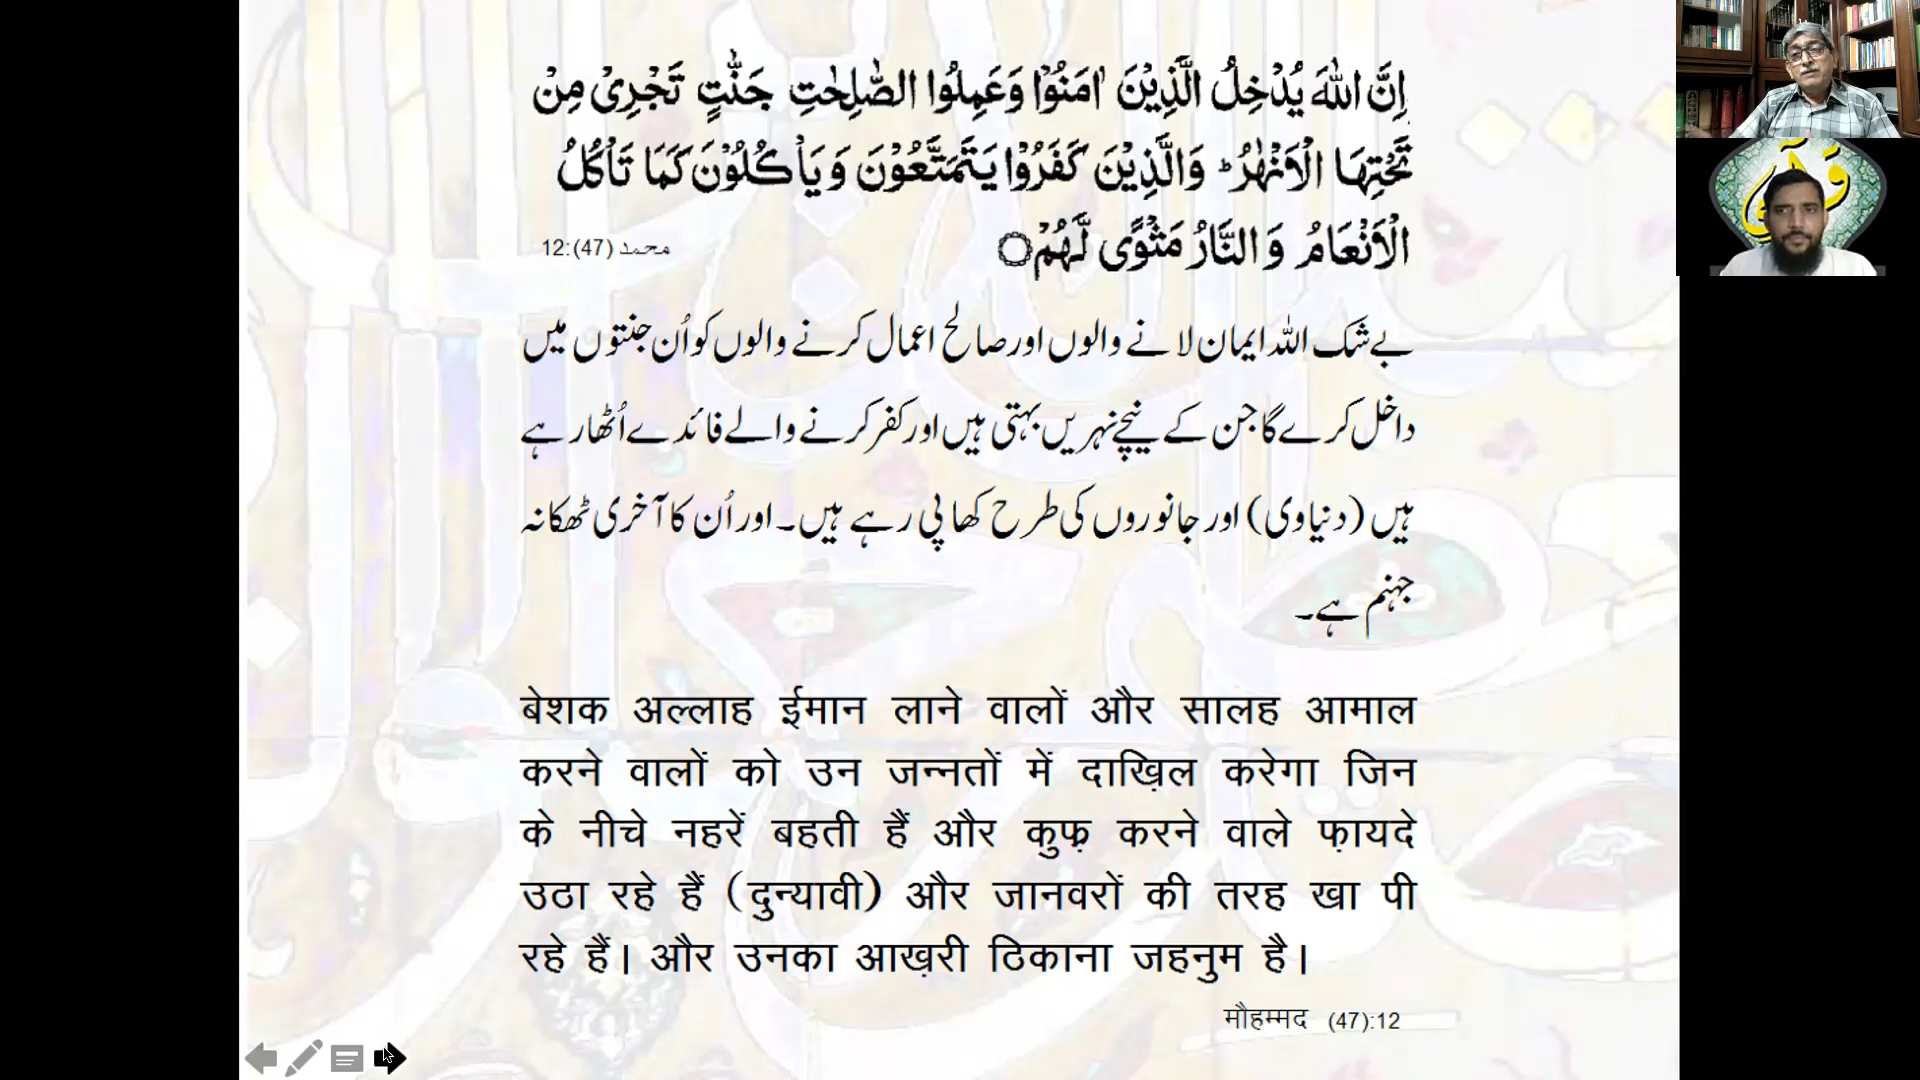 اِنَّ اللّٰهَ يُدْخِلُ الَّذِيْنَ اٰمَنُوْا وَعَمِلُوا الصّٰلِحٰتِ جَنّٰتٍ تَجْرِيْ مِنْ
تَحْتِهَا الْاَنْهٰرُ ؕ وَالَّذِيْنَ كَفَرُوْا يَتَمَتَّعُوْنَ وَ يَاْكُلُوْنَ كَمَا تَاْكُلُ
الْاَنْعَامُ وَ النَّارُ مَثْوًى لَّهُمْ۝ محمد (47):12
بےشک اللہ ایمان لانے والوں اور صالح اعمال کرنے والوں کو اُن جنتوں میں
داخل کرے گا جن کے نیچے نہریں بہتی ہیں اور کفر کرنے والے فائدے اُٹھا رہے
ہیں (دنیاوی) اور جانوروں کی طرح کھا پی رہے ہیں۔ اور اُن کا آخری ٹھکانہ
جہنم ہے۔
बेशक अल्लाह ईमान लाने वालों और सालह आमाल
करने वालों को उन जन्नतों में दाख़िल करेगा जिन
के नीचे नहरें बहती हैं और कुफ़्र करने वाले फ़ायदे
उठा रहे हैं (दुन्यावी) और जानवरों की तरह खा पी
रहे हैं। और उनका आख़री ठिकाना जहनुम है।
मौहम्मद (47):12